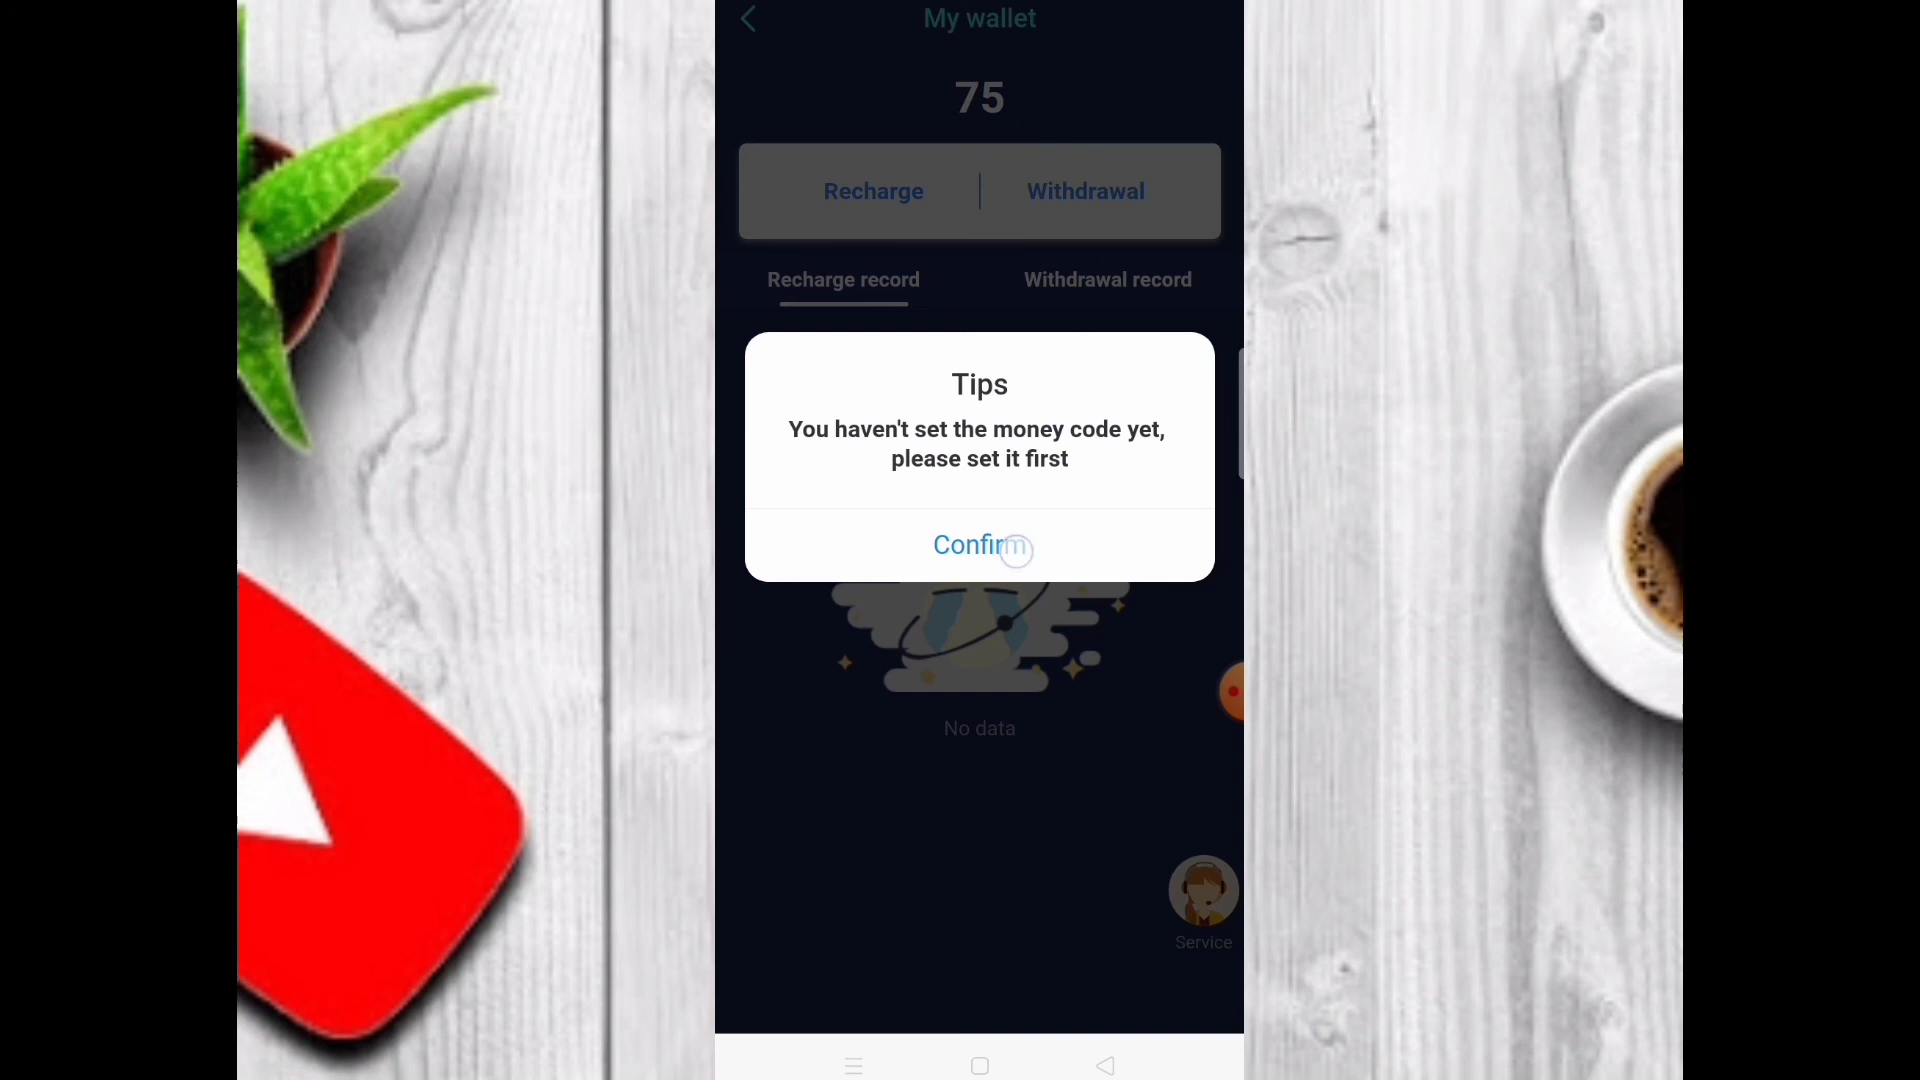 My wallet
75
Recharge
Withdrawal
Recharge record
Withdrawal record
Tips
You haven't set the money code yet,
please set it first
Confirm
No data
Service